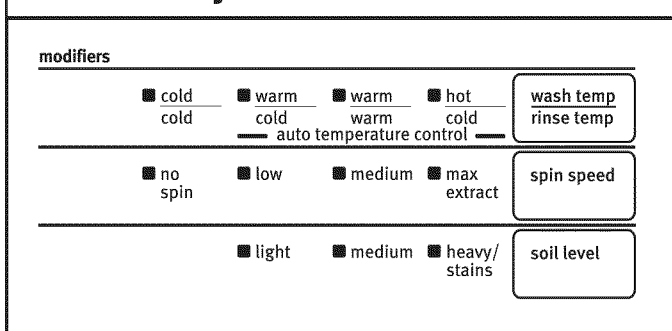 modifiers
cold warm warm hot wash temp
cold cold warm cold rinse temp
auto temperature control
no spin low medium max extract spin speed
light medium heavy/ stains soil level